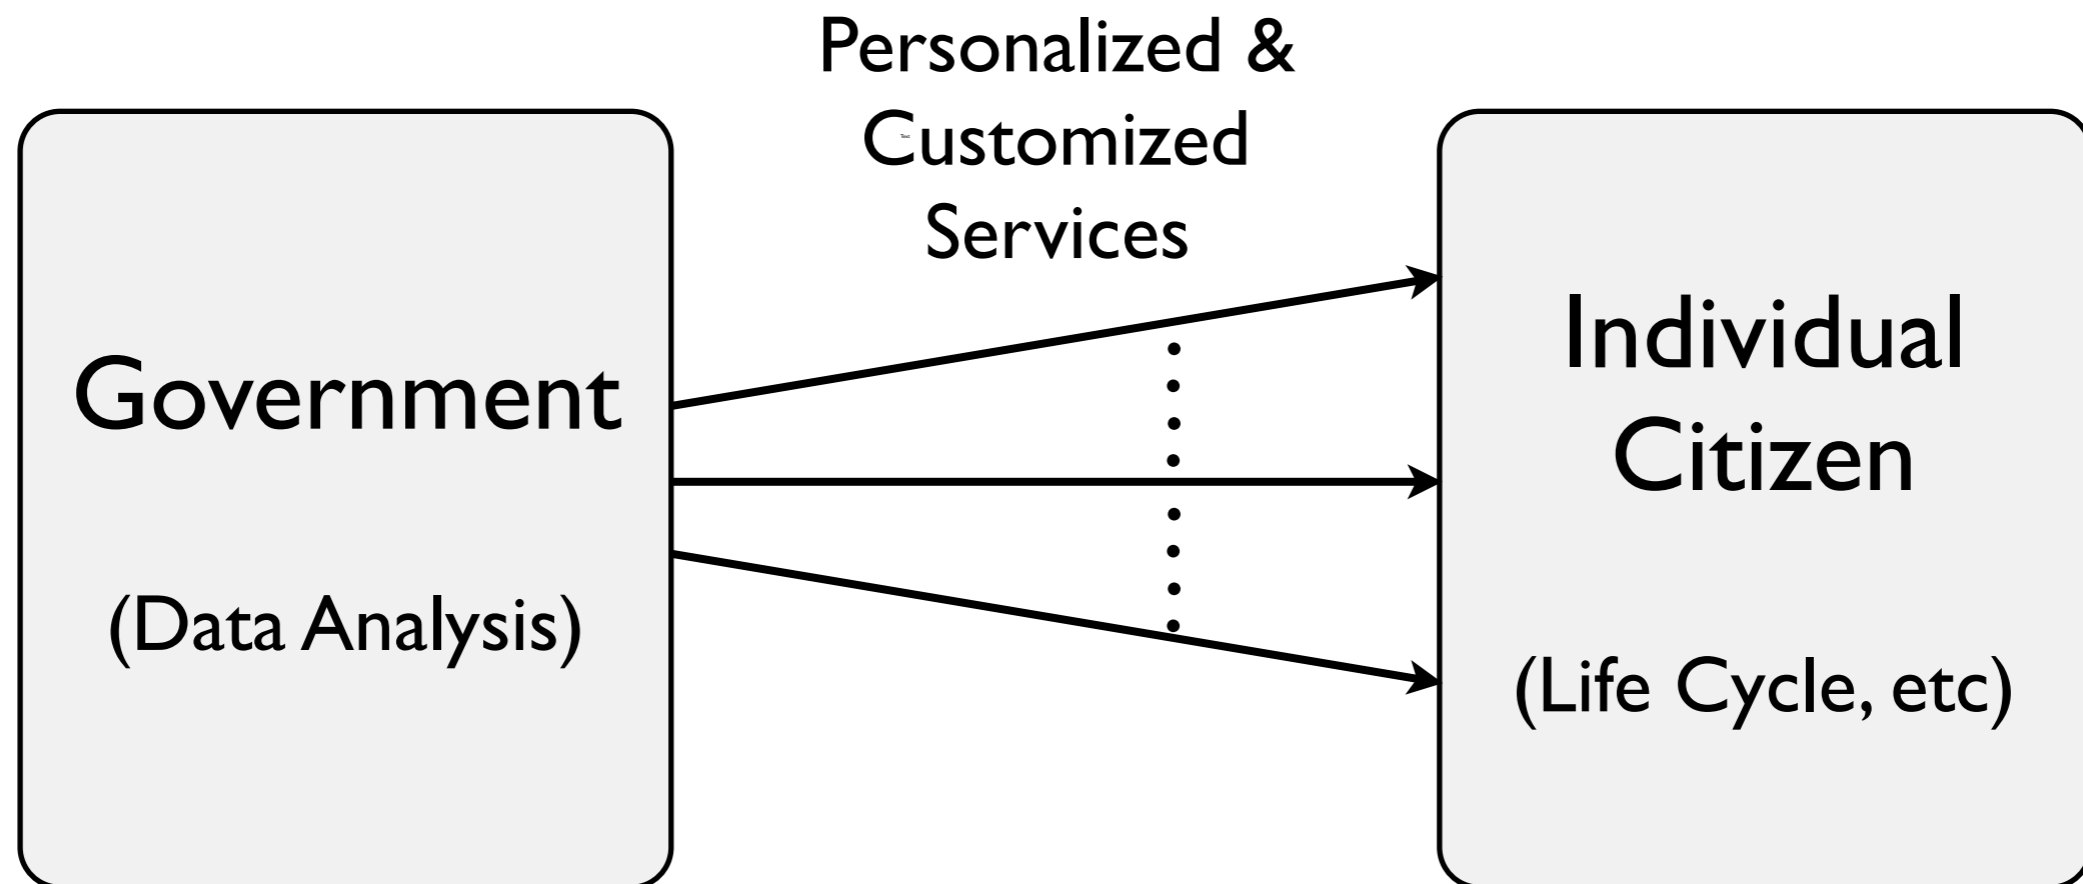 Personalized &
Customized
Services
Government
(Data Analysis)
Individual
Citizen
(Life Cycle, etc)